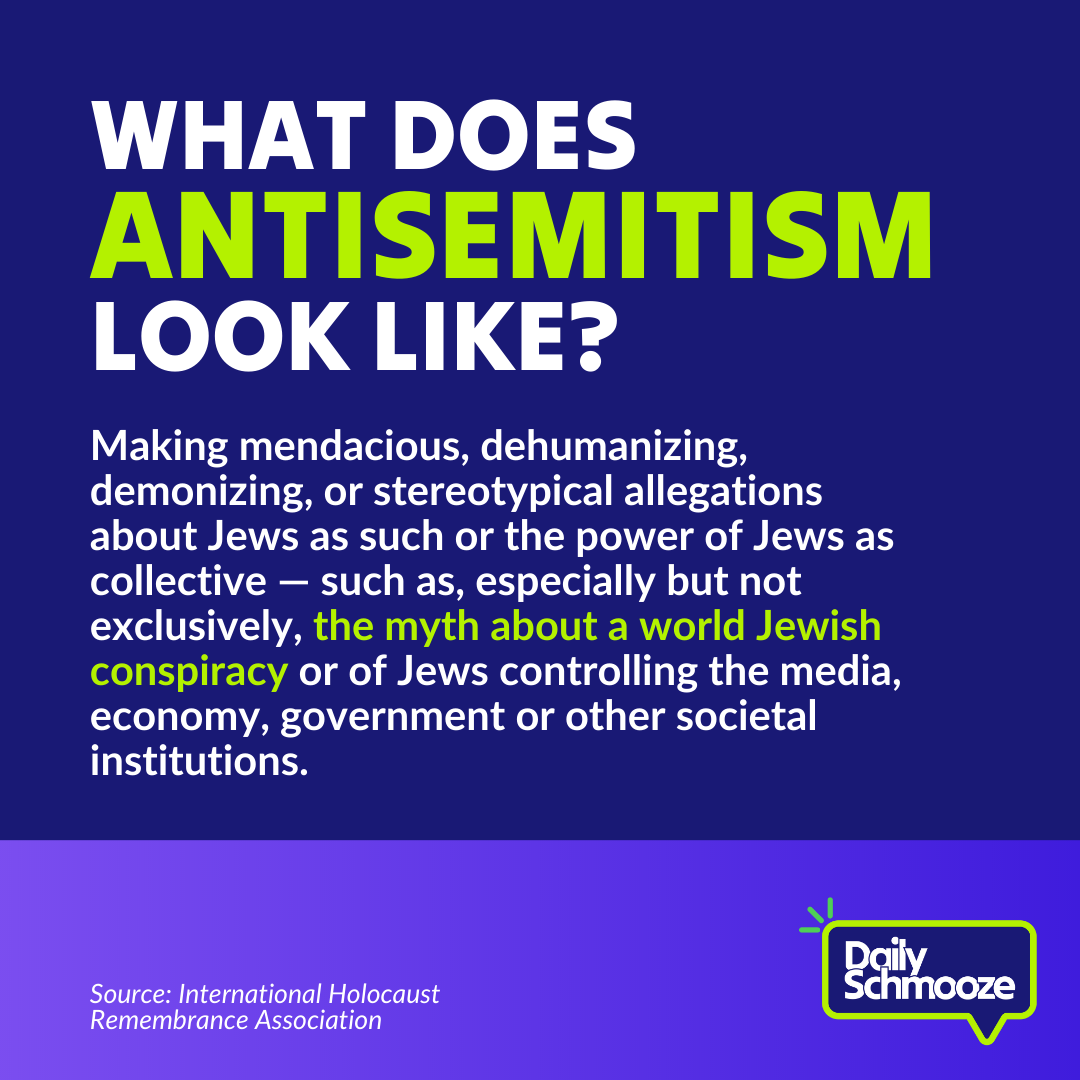 WHAT DOES
ANTISEMITISM
LOOK LIKE?
Making mendacious, dehumanizing,
demonizing, or stereotypical allegations
about Jews as such or the power of Jews as
collective — such as, especially but not
exclusively, the myth about a world Jewish
conspiracy or of Jews controlling the media,
economy, government or other societal
institutions.
Source: International Holocaust
Remembrance Association
Daily
Schmooze